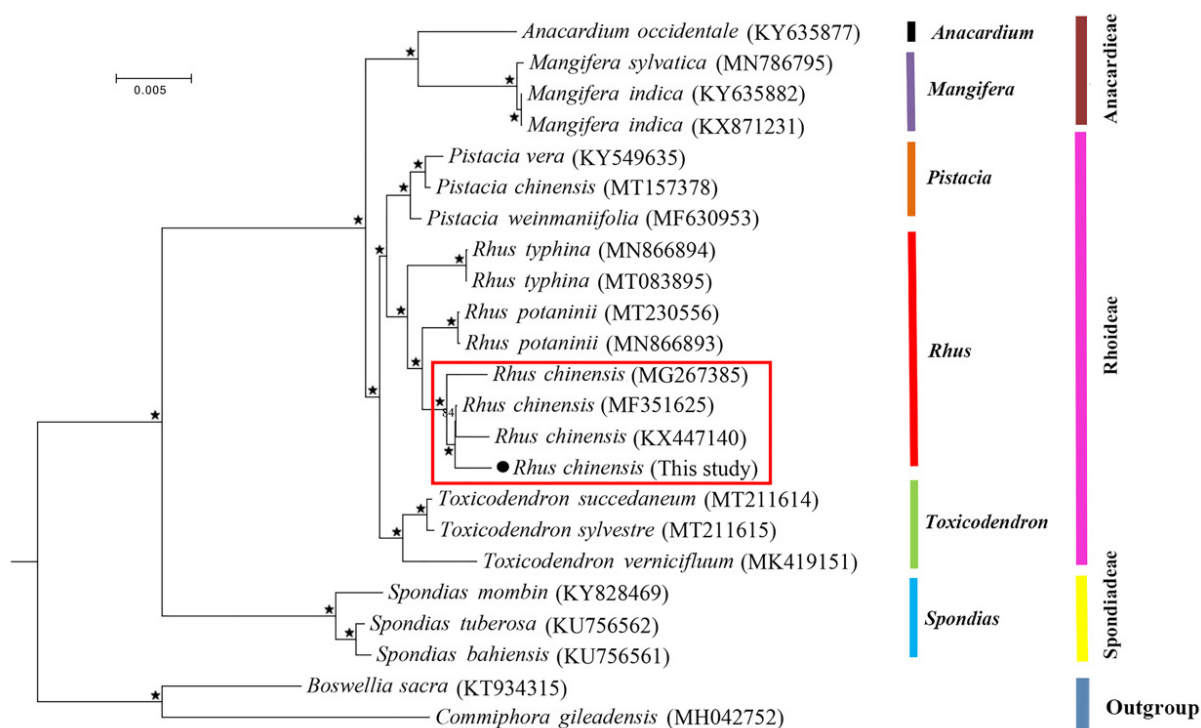 Anacardium occidentale (KY635877)
Mangifera sylvatica (MN786795)
Mangifera indica (KY635882)
Mangifera indica (KX871231)
Pistacia vera (KY549635)
Pistacia chinensis (MT157378)
Pistacia weinmaniifolia (MF630953)
Rhus typhina (MN866894)
Rhus typhina (MT083895)
Rhus potaninii (MT230556)
Rhus potaninii (MN866893)
Rhus chinensis (MG267385)
Rhus chinensis (MF351625)
Rhus chinensis (KX447140)
Rhus chinensis (This study)
Toxicodendron succedaneum (MT211614)
Toxicodendron sylvestre (MT211615)
Toxicodendron vernicifluum (MK419151)
Spondias mombin (KY828469)
Spondias tuberosa (KU756562)
Spondias bahiensis (KU756561)
Boswellia sacra (KT934315)
Commiphora gileadensis (MH042752)
0.005
84
Anacardium
Mangifera
Pistacia
Rhus
Toxicodendron
Spondias
Anacardieae
Rhoideae
Spondiadceae
Outgroup